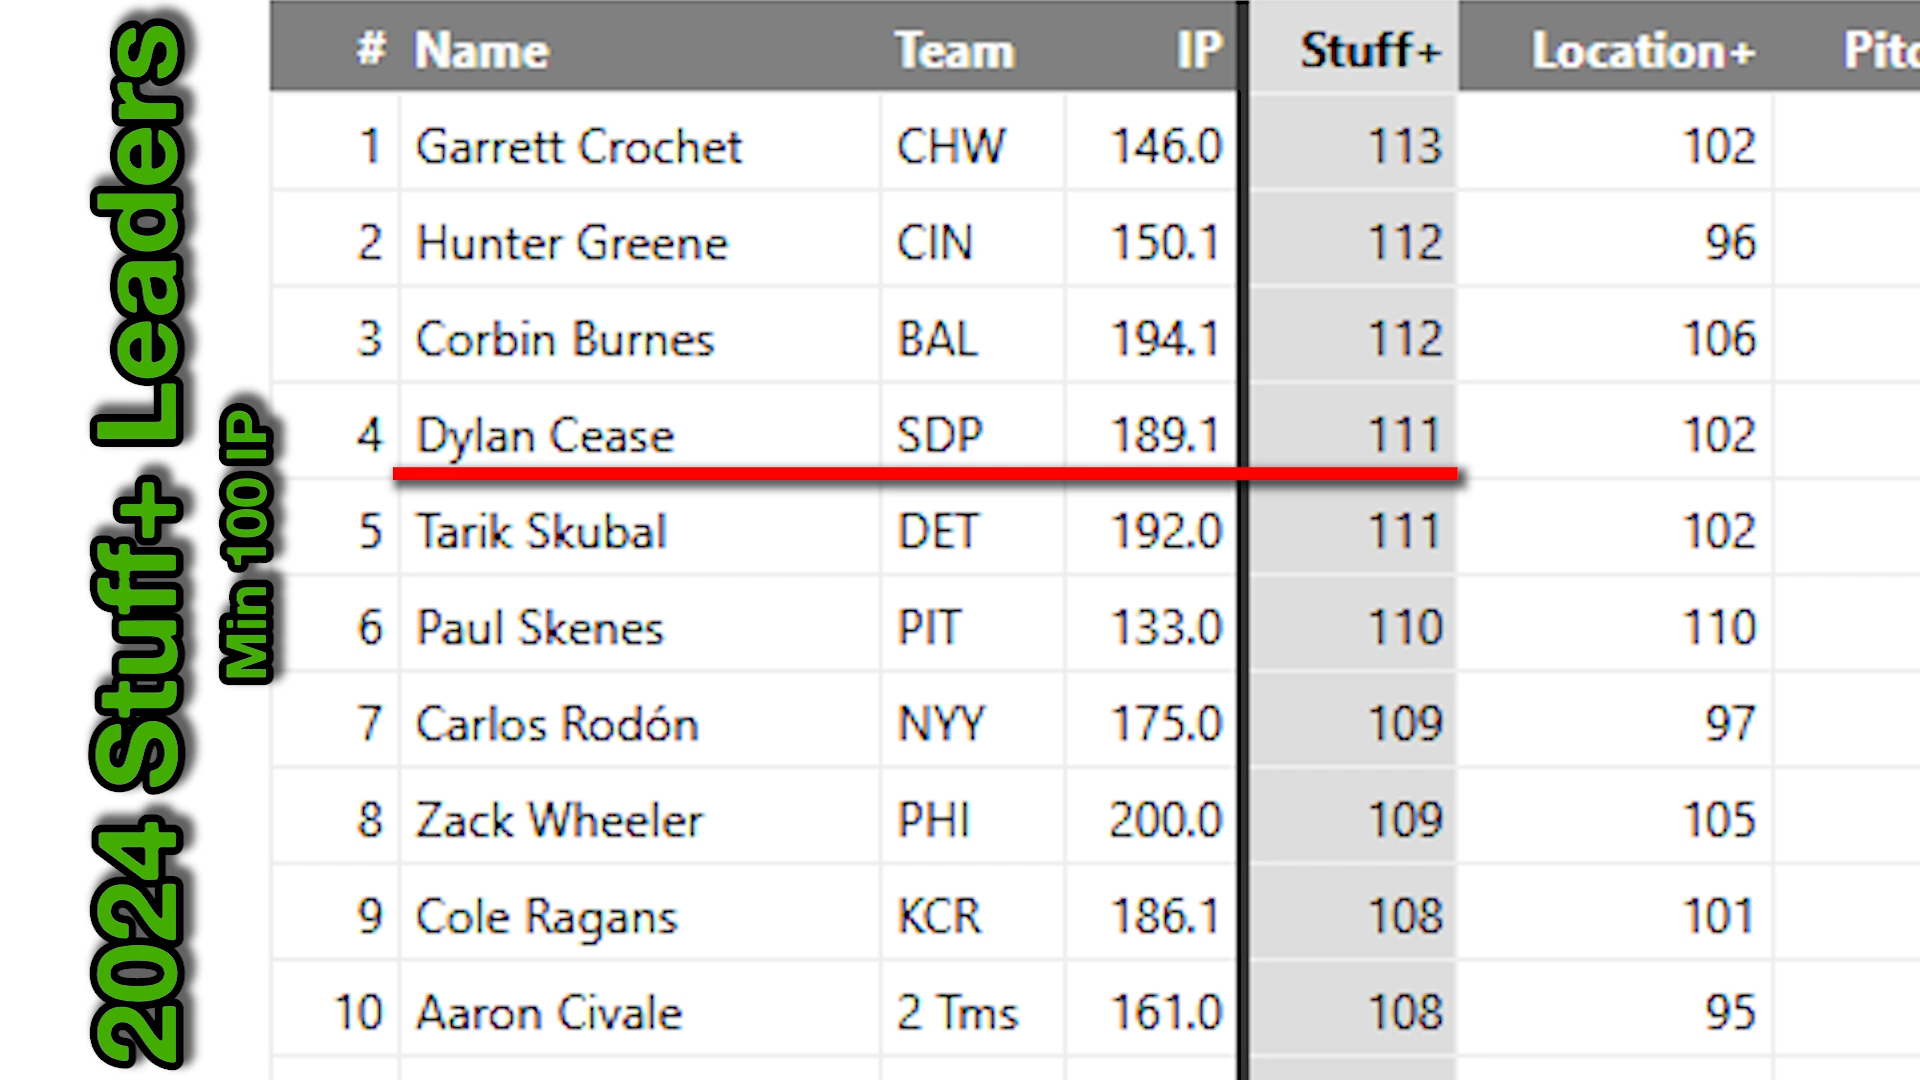 2024 Stuff+ Leaders
Min 100 IP
# Name Team IP Stuff+ Location+ Pitc
1 Garrett Crochet CHW 146.0 113 102
2 Hunter Greene CIN 150.1 112 96
3 Corbin Burnes BAL 194.1 112 106
4 Dylan Cease SDP 189.1 111 102
5 Tarik Skubal DET 192.0 111 102
6 Paul Skenes PIT 133.0 110 110
7 Carlos Rodón NYY 175.0 109 97
8 Zack Wheeler PHI 200.0 109 105
9 Cole Ragans KCR 186.1 108 101
10 Aaron Civale 2 Tms 161.0 108 95